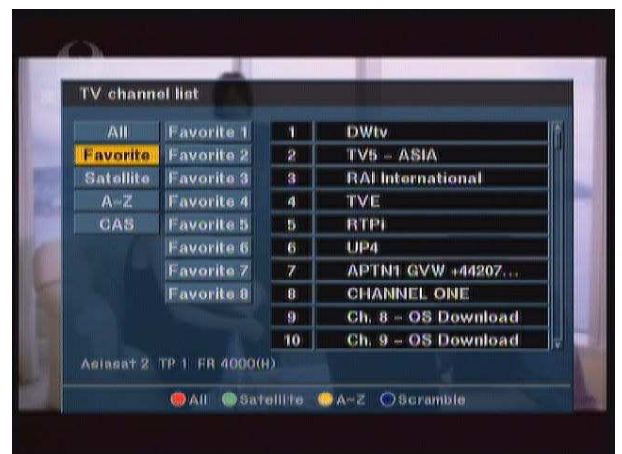 TV channel list
All
Favorite
Satellite
A~Z
CAS
Favorite 1
Favorite 2
Favorite 3
Favorite 4
Favorite 5
Favorite 6
Favorite 7
Favorite 8
1 DWtv
2 TV5 - ASIA
3 RAI International
4 TVE
5 RTPi
6 UP4
7 APTN1 GVW +44207...
8 CHANNEL ONE
9 Ch. 8 - OS Download
10 Ch. 9 - OS Download
Asiasat 2 TP 1 FR 4000(H)
All Satellite A~Z Scramble